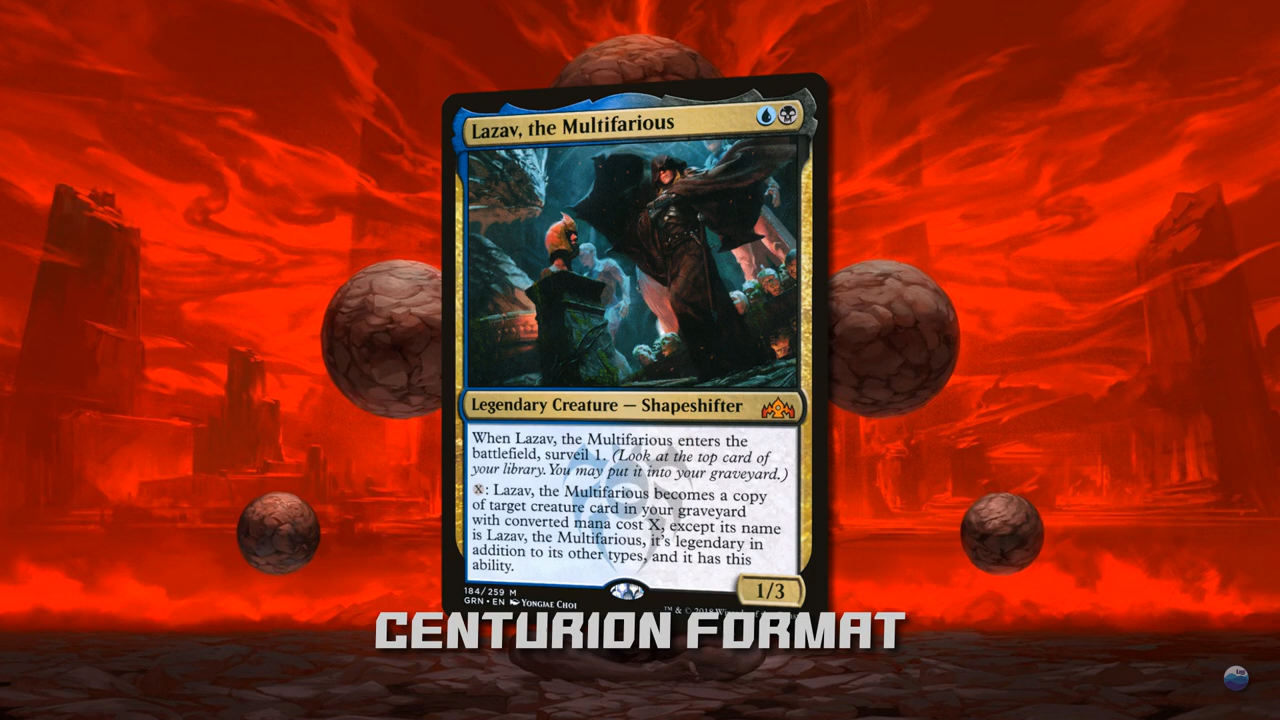 Lazav, the Multifarious
Legendary Creature — Shapeshifter
When Lazav, the Multifarious enters the
battlefield, surveil 1. (Look at the top card of
your library. You may put it into your graveyard.)
X: Lazav, the Multifarious becomes a copy
of target creature card in your graveyard
with converted mana cost X, except its name
is Lazav, the Multifarious, it's legendary in
addition to its other types, and it has this
ability.
1/3
184/259 M
GRN • EN Yongjae Choi
™ & © 2018
CENTURION FORMAT